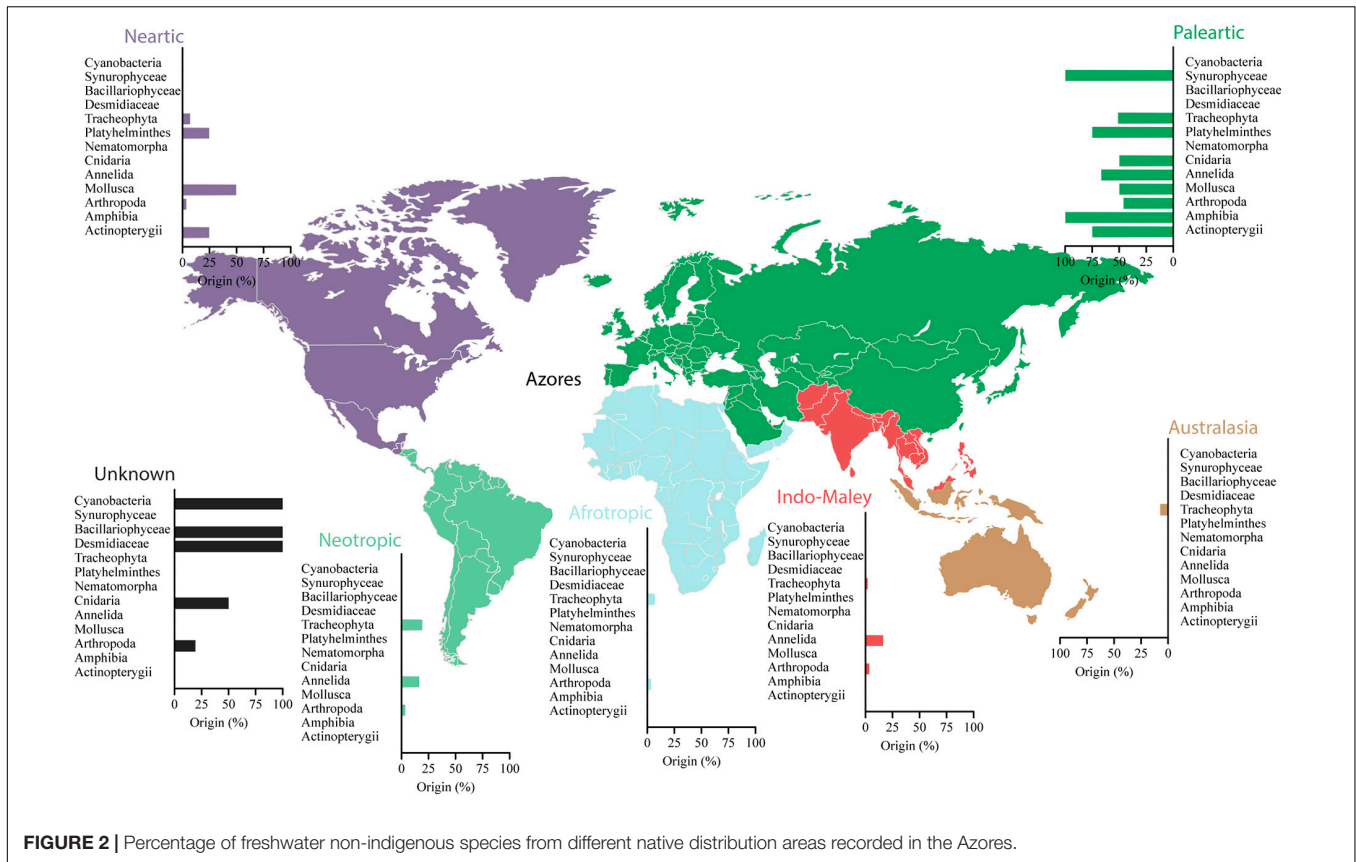 Neartic
Cyanobacteria
Synurophyceae
Bacillariophyceae
Desmidiaceae
Tracheophyta
Platyhelminthes
Nematomorpha
Cnidaria
Annelida
Mollusca
Arthropoda
Amphibia
Actinopterygii
0 25 50 75 100
Origin (%)
Paleartic
Cyanobacteria
Synurophyceae
Bacillariophyceae
Desmidiaceae
Tracheophyta
Platyhelminthes
Nematomorpha
Cnidaria
Annelida
Mollusca
Arthropoda
Amphibia
Actinopterygii
100 75 50 25 0
Origin (%)
Azores
Unknown
Cyanobacteria
Synurophyceae
Bacillariophyceae
Desmidiaceae
Tracheophyta
Platyhelminthes
Nematomorpha
Cnidaria
Annelida
Mollusca
Arthropoda
Amphibia
Actinopterygii
0 25 50 75 100
Origin (%)
Neotropic
Cyanobacteria
Synurophyceae
Bacillariophyceae
Desmidiaceae
Tracheophyta
Platyhelminthes
Nematomorpha
Cnidaria
Annelida
Mollusca
Arthropoda
Amphibia
Actinopterygii
0 25 50 75 100
Origin (%)
Afrotropic
Cyanobacteria
Synurophyceae
Bacillariophyceae
Desmidiaceae
Tracheophyta
Platyhelminthes
Nematomorpha
Cnidaria
Annelida
Mollusca
Arthropoda
Amphibia
Actinopterygii
0 25 50 75 100
Origin (%)
Indo-Maley
Cyanobacteria
Synurophyceae
Bacillariophyceae
Desmidiaceae
Tracheophyta
Platyhelminthes
Nematomorpha
Cnidaria
Annelida
Mollusca
Arthropoda
Amphibia
Actinopterygii
0 25 50 75 100
Origin (%)
Australasia
Cyanobacteria
Synurophyceae
Bacillariophyceae
Desmidiaceae
Tracheophyta
Platyhelminthes
Nematomorpha
Cnidaria
Annelida
Mollusca
Arthropoda
Amphibia
Actinopterygii
100 75 50 25 0
Origin (%)
FIGURE 2 | Percentage of freshwater non-indigenous species from different native distribution areas recorded in the Azores.